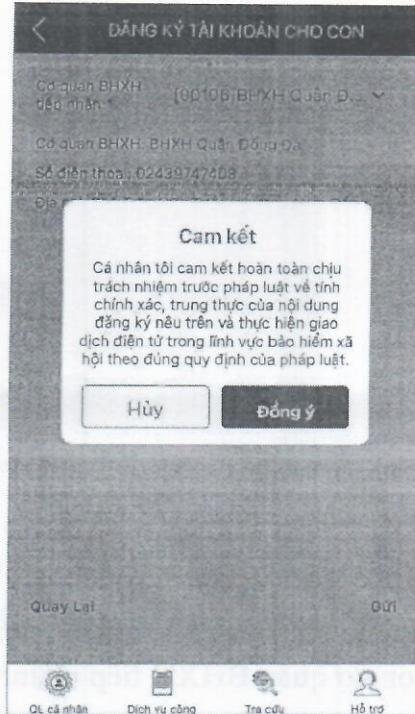 ĐĂNG KÝ TÀI KHOẢN CHO CON
Cơ quan BHXH
tiếp nhận *
[00106] BHXH Quận Đ...
Cơ quan BHXH: BHXH Quận Đống Đa
Số điện thoại: 02439747408
Địa
Cam kết
Cá nhân tôi cam kết hoàn toàn chịu
trách nhiệm trước pháp luật về tính
chính xác, trung thực của nội dung
đăng ký nêu trên và thực hiện giao
dịch điện tử trong lĩnh vực bảo hiểm xã
hội theo đúng quy định của pháp luật.
Hủy
Đồng ý
Quay Lại
Gửi
QL cá nhân
Dịch vụ công
Tra cứu
Hỗ trợ